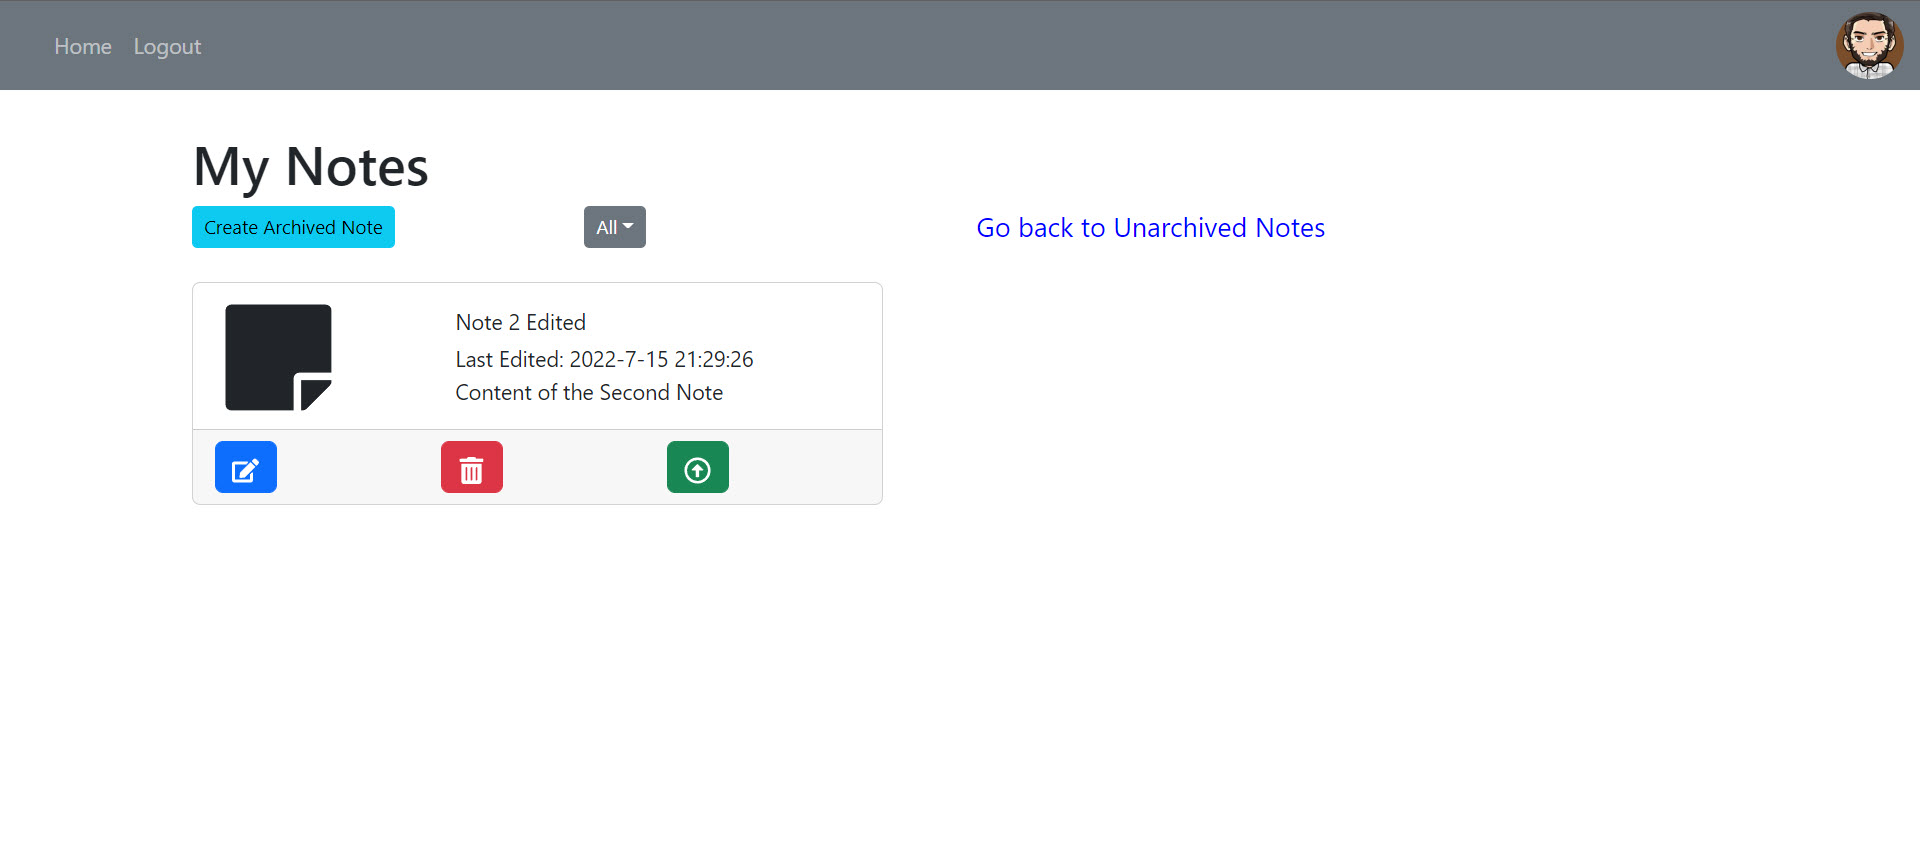 Home Logout
My Notes
Create Archived Note All Go back to Unarchived Notes
Note 2 Edited
Last Edited: 2022-7-15 21:29:26
Content of the Second Note